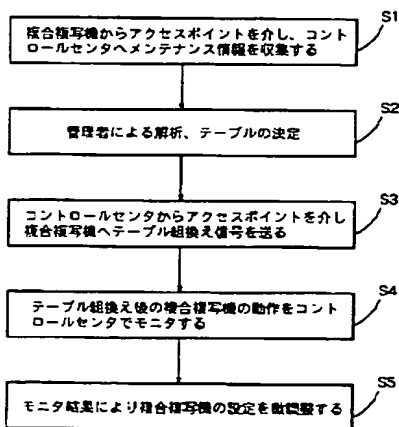 S1
複合複写機からアクセスポイントを介し、コント
ロールセンタへメンテナンス情報を収集する
S2
管理者による解析、テーブルの決定
S3
コントロールセンタからアクセスポイントを介し
複合複写機へテーブル組換え信号を送る
S4
テーブル組換え後の複合複写機の動作をコント
ロールセンタでモニタする
S5
モニタ結果により複合複写機の設定を微調整する